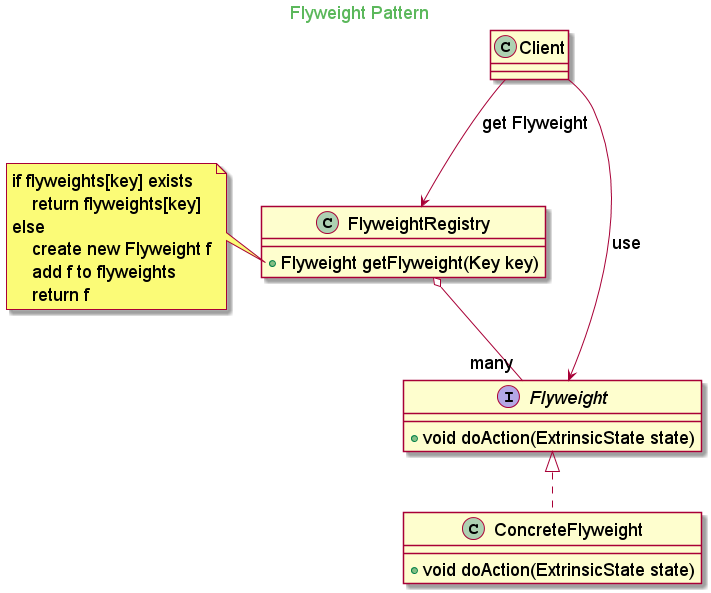 Flyweight Pattern
C Client
get Flyweight
if flyweights[key] exists
return flyweights[key]
else
create new Flyweight f
add f to flyweights
return f
C FlyweightRegistry
Flyweight getFlyweight(Key key)
use
many
I Flyweight
void doAction(ExtrinsicState state)
C ConcreteFlyweight
void doAction(ExtrinsicState state)